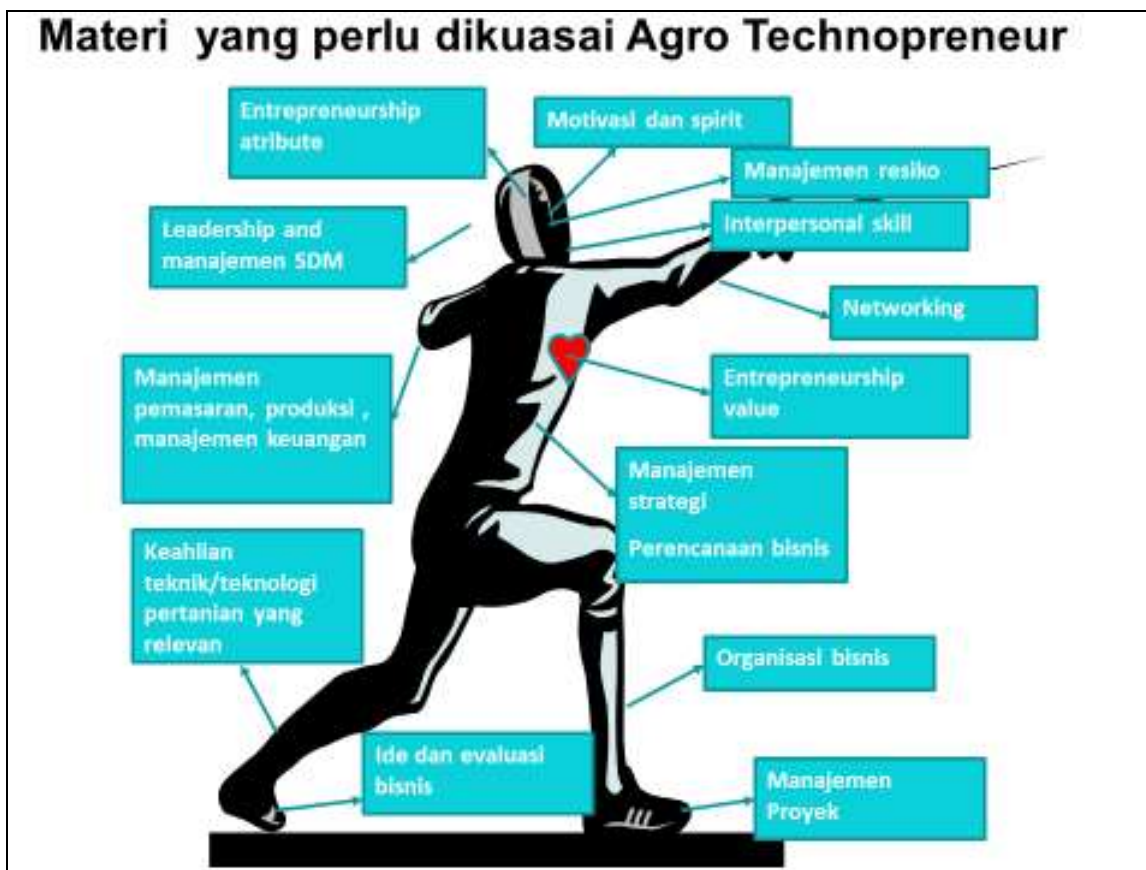 Materi yang perlu dikuasai Agro Technopreneur
Entrepreneurship
atribute
Motivasi dan spirit
Manajemen resiko
Leadership and
manajemen SDM
Interpersonal skill
Networking
Manajemen
pemasaran, produksi ,
manajemen keuangan
Entrepreneurship
value
Manajemen
strategi
Perencanaan bisnis
Keahlian
teknik/teknologi
pertanian yang
relevan
Organisasi bisnis
Ide dan evaluasi
bisnis
Manajemen
Proyek